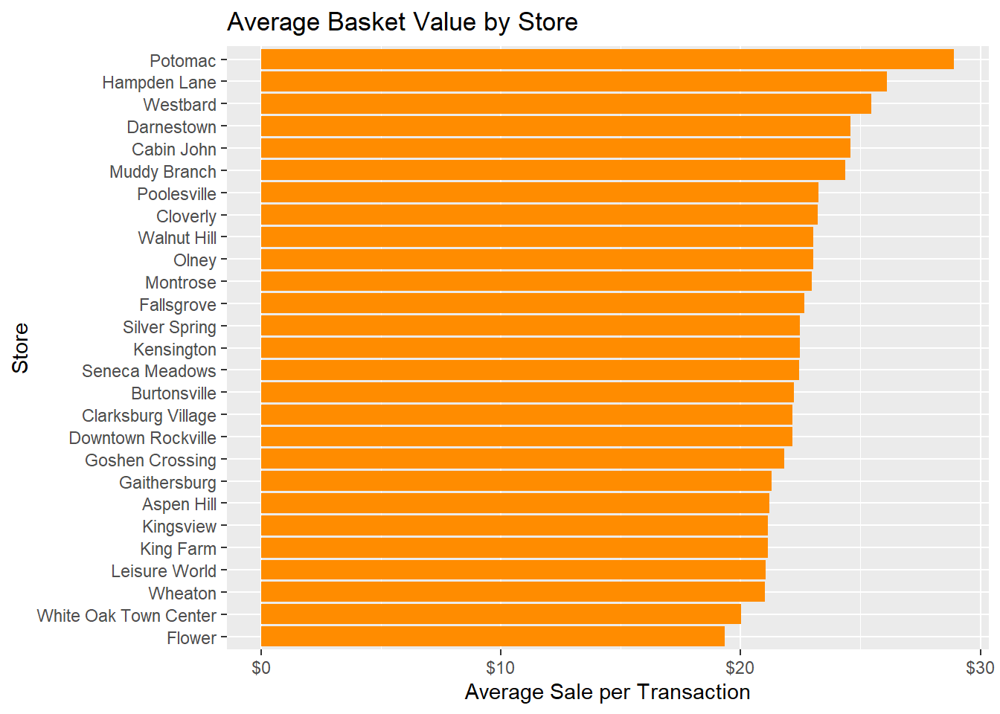 Average Basket Value by Store
Potomac
Hampden Lane
Westbard
Darnestown
Cabin John
Muddy Branch
Poolesville
Cloverly
Walnut Hill
Olney
Montrose
Fallsgrove
Silver Spring
Kensington
Seneca Meadows
Burtonsville
Clarksburg Village
Downtown Rockville
Goshen Crossing
Gaithersburg
Aspen Hill
Kingsview
King Farm
Leisure World
Wheaton
White Oak Town Center
Flower
Store
$0 $10 $20 $30
Average Sale per Transaction